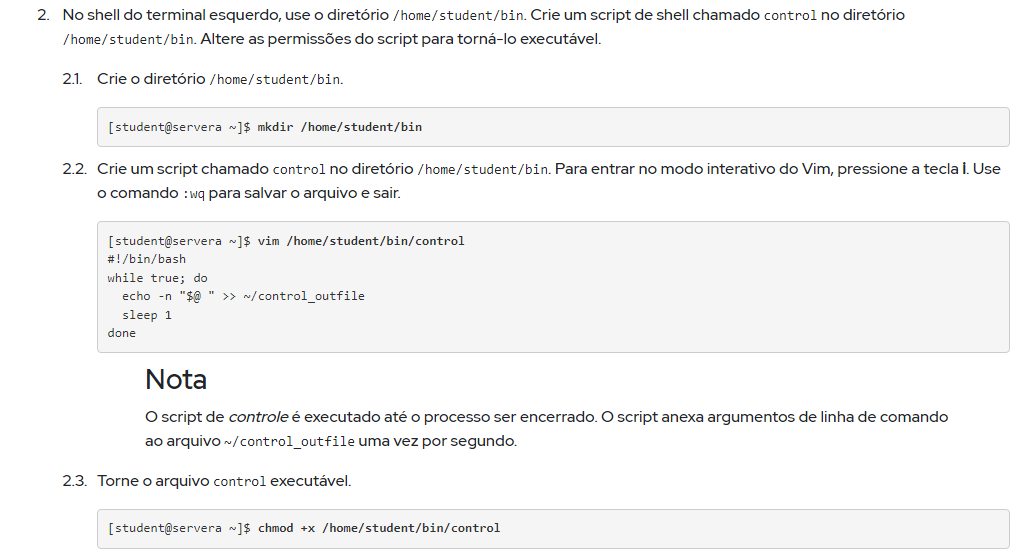 2. No shell do terminal esquerdo, use o diretório /home/student/bin. Crie um script de shell chamado control no diretório
/home/student/bin. Altere as permissões do script para torná-lo executável.
2.1. Crie o diretório /home/student/bin.
[student@servera ~]$ mkdir /home/student/bin
2.2. Crie um script chamado control no diretório /home/student/bin. Para entrar no modo interativo do Vim, pressione a tecla i. Use
o comando :wq para salvar o arquivo e sair.
[student@servera ~]$ vim /home/student/bin/control
#!/bin/bash
while true; do
  echo -n "$@ " >> ~/control_outfile
  sleep 1
done
Nota
O script de controle é executado até o processo ser encerrado. O script anexa argumentos de linha de comando
ao arquivo ~/control_outfile uma vez por segundo.
2.3. Torne o arquivo control executável.
[student@servera ~]$ chmod +x /home/student/bin/control